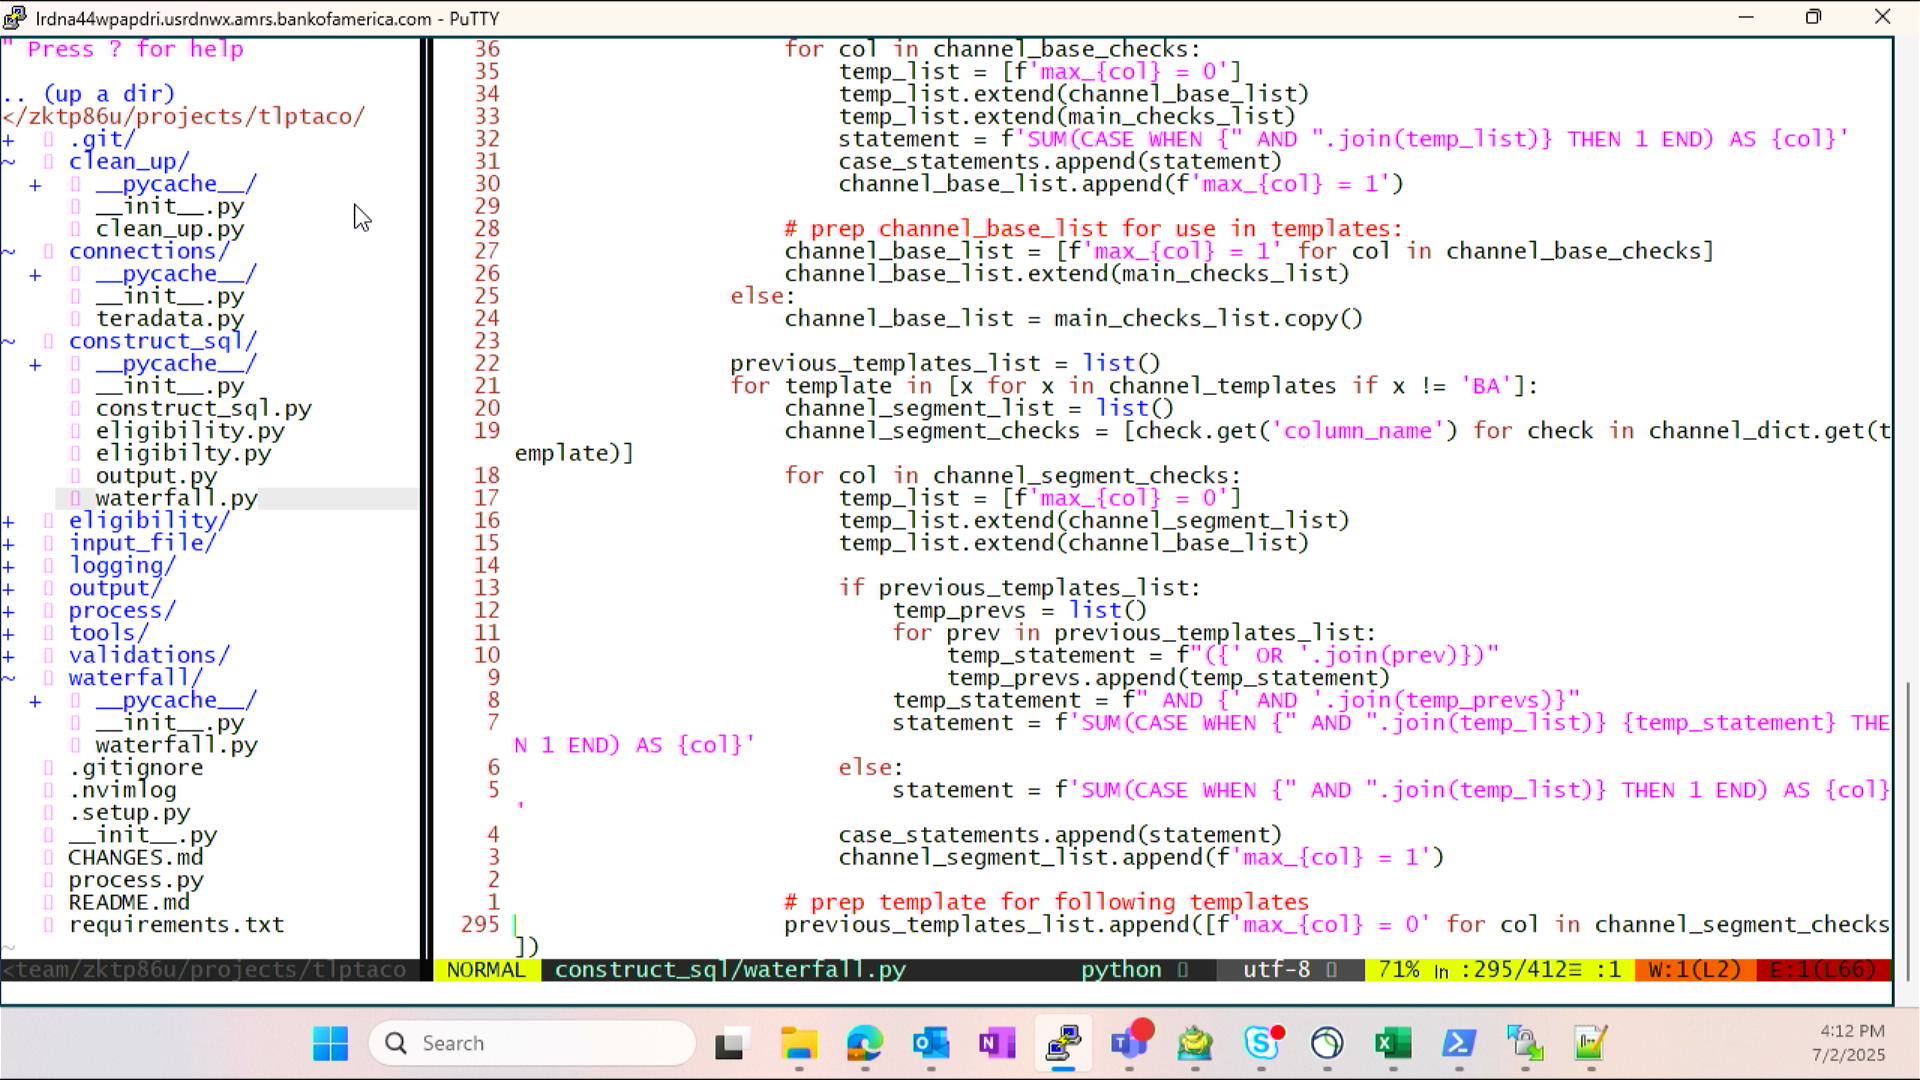 lrdna44wpapdri.usrdnwx.amrs.bankofamerica.com - PuTTY
" Press ? for help
.. (up a dir)
</zktp86u/projects/tlptaco/
+ .git/
~ clean_up/
+ __pycache__/
__init__.py
clean_up.py
~ connections/
+ __pycache__/
__init__.py
teradata.py
~ construct_sql/
+ __pycache__/
__init__.py
construct_sql.py
eligibility.py
eligibilty.py
output.py
waterfall.py
+ eligibility/
+ input_file/
+ logging/
+ output/
+ process/
+ tools/
+ validations/
~ waterfall/
+ __pycache__/
__init__.py
waterfall.py
.gitignore
.nvimlog
.setup.py
__init__.py
CHANGES.md
process.py
README.md
requirements.txt
~
<team/zktp86u/projects/tlptaco
36 for col in channel_base_checks:
35 temp_list = [f'max_{col} = 0']
34 temp_list.extend(channel_base_list)
33 temp_list.extend(main_checks_list)
32 statement = f'SUM(CASE WHEN {" AND ".join(temp_list)} THEN 1 END) AS {col}'
31 case_statements.append(statement)
30 channel_base_list.append(f'max_{col} = 1')
29
28 # prep channel_base_list for use in templates:
27 channel_base_list = [f'max_{col} = 1' for col in channel_base_checks]
26 channel_base_list.extend(main_checks_list)
25 else:
24 channel_base_list = main_checks_list.copy()
23
22 previous_templates_list = list()
21 for template in [x for x in channel_templates if x != 'BA']:
20 channel_segment_list = list()
19 channel_segment_checks = [check.get('column_name') for check in channel_dict.get(t
emplate)]
18 for col in channel_segment_checks:
17 temp_list = [f'max_{col} = 0']
16 temp_list.extend(channel_segment_list)
15 temp_list.extend(channel_base_list)
14
13 if previous_templates_list:
12 temp_prevs = list()
11 for prev in previous_templates_list:
10 temp_statement = f"({' OR '.join(prev)})"
9 temp_prevs.append(temp_statement)
8 temp_statement = f" AND {' AND '.join(temp_prevs)}"
7 statement = f'SUM(CASE WHEN {" AND ".join(temp_list)} {temp_statement} THE
N 1 END) AS {col}'
6 else:
5 statement = f'SUM(CASE WHEN {" AND ".join(temp_list)} THEN 1 END) AS {col}
'
4 case_statements.append(statement)
3 channel_segment_list.append(f'max_{col} = 1')
2
1 # prep template for following templates
295 previous_templates_list.append([f'max_{col} = 0' for col in channel_segment_checks
])
NORMAL construct_sql/waterfall.py python utf-8 71% ln :295/412≡ :1 W:1(L2) E:1(L66)
Search
4:12 PM
7/2/2025